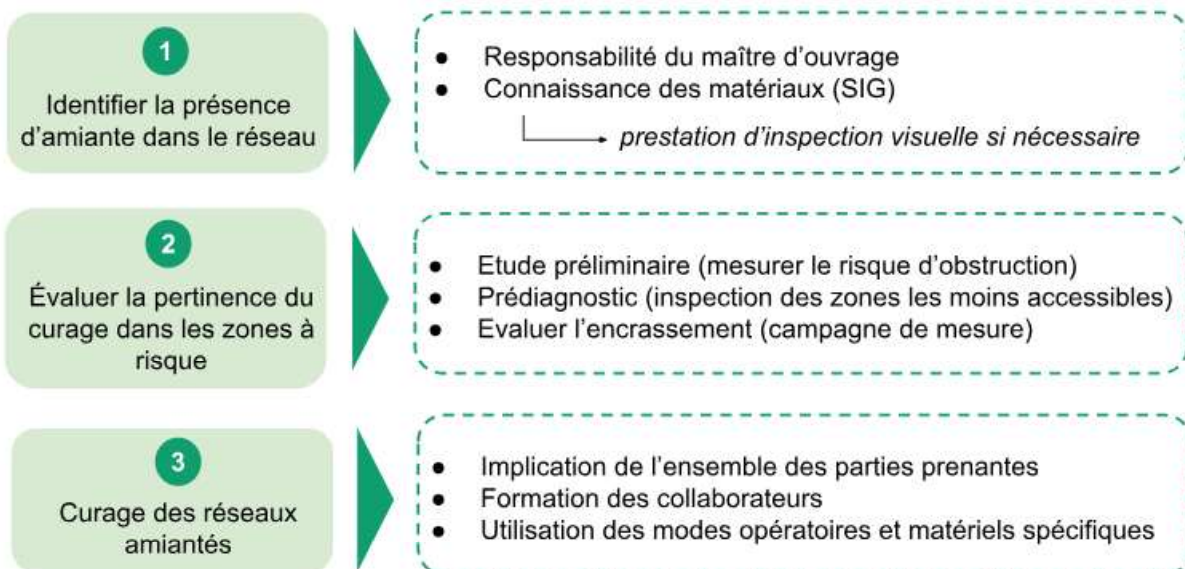 1
Identifier la présence
d’amiante dans le réseau
● Responsabilité du maître d’ouvrage
● Connaissance des matériaux (SIG)
prestation d’inspection visuelle si nécessaire
2
Évaluer la pertinence du
curage dans les zones à
risque
● Etude préliminaire (mesurer le risque d’obstruction)
● Prédiagnostic (inspection des zones les moins accessibles)
● Evaluer l’encrassement (campagne de mesure)
3
Curage des réseaux
amiantés
● Implication de l’ensemble des parties prenantes
● Formation des collaborateurs
● Utilisation des modes opératoires et matériels spécifiques